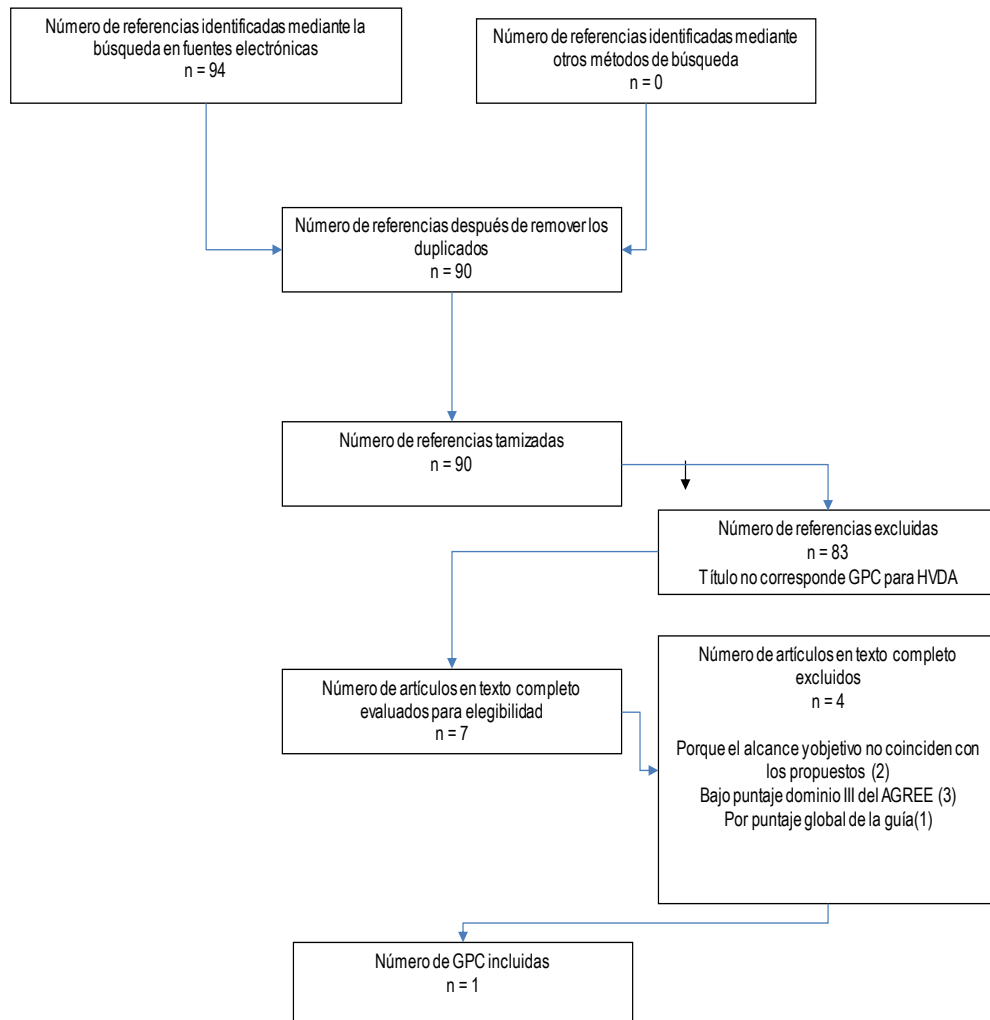 Número de referencias identificadas mediante la
búsqueda en fuentes electrónicas
n = 94
Número de referencias identificadas mediante
otros métodos de búsqueda
n = 0
Número de referencias después de remover los
duplicados
n = 90
Número de referencias tamizadas
n = 90
Número de referencias excluidas
n = 83
Título no corresponde GPC para HVDA
Número de artículos en texto completo
evaluados para elegibilidad
n = 7
Número de artículos en texto completo
excluidos
n = 4
Porque el alcance y objetivo no coinciden con
los propuestos (2)
Bajo puntaje dominio III del AGREE (3)
Por puntaje global de la guía(1)
Número de GPC incluidas
n = 1